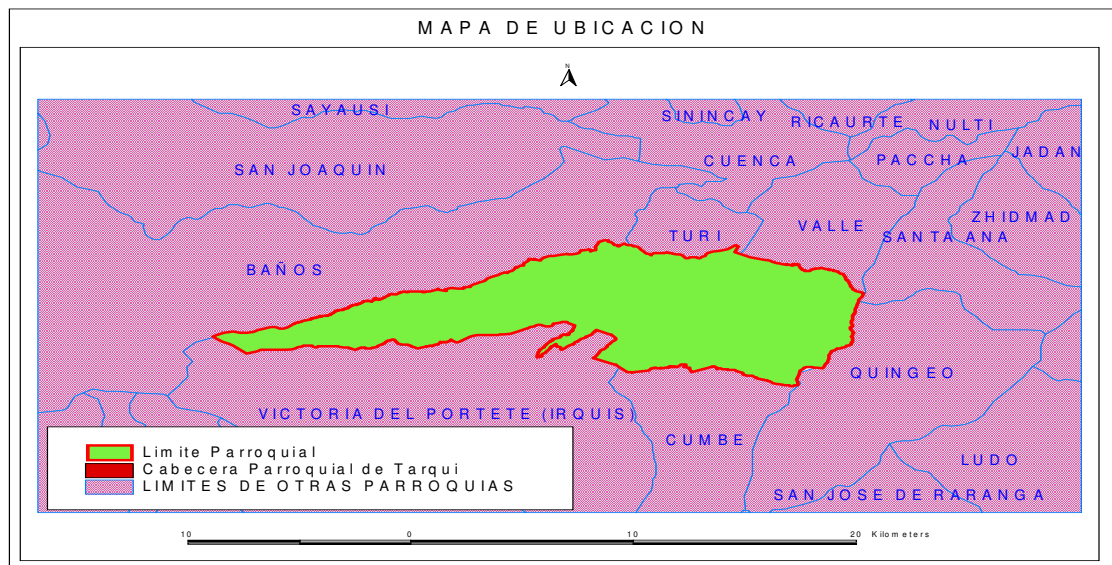 MAPA DE UBICACION
N
SAYAUSI
SININCAY
RICAURTE
NULTI
JADAN
CUENCA
PACCHA
SAN JOAQUIN
ZHIDMAD
VALLE
SANTA ANA
TURI
BAÑOS
QUINGEO
VICTORIA DEL PORTETE (IRQUIS)
CUMBE
LUDO
SAN JOSE DE RARANGA
Limite Parroquial
Cabecera Parroquial de Tarqui
LIMITES DE OTRAS PARROQUIAS
10 0 10 20 Kilometers